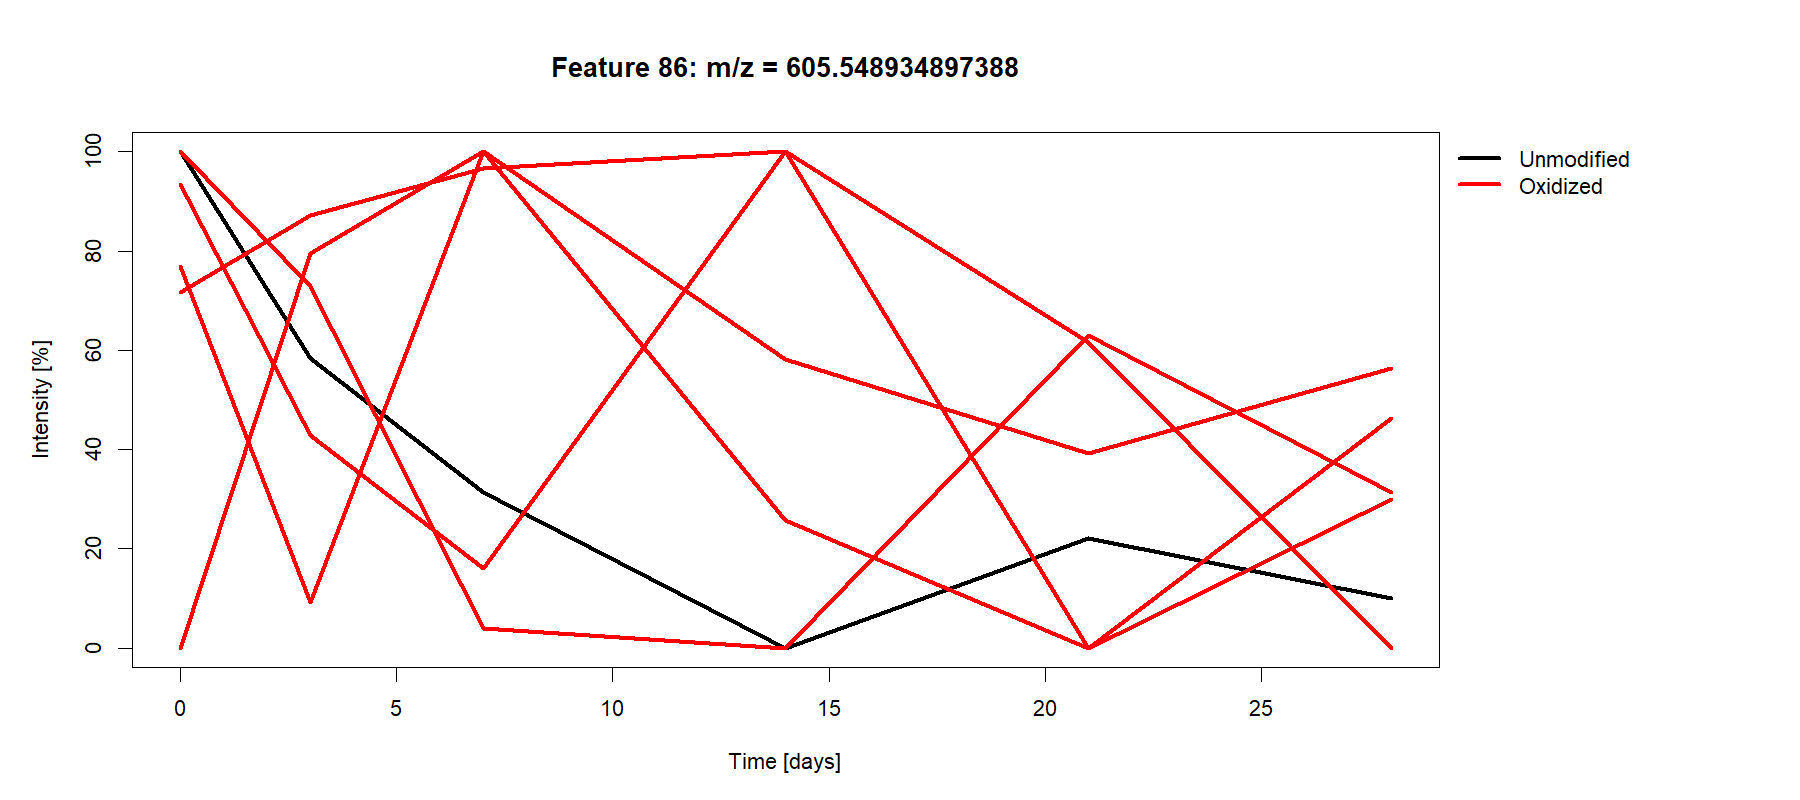 Feature 86: m/z = 605.548934897388
Unmodified
Oxidized
Intensity [%]
100
80
60
40
20
0
0 5 10 15 20 25
Time [days]